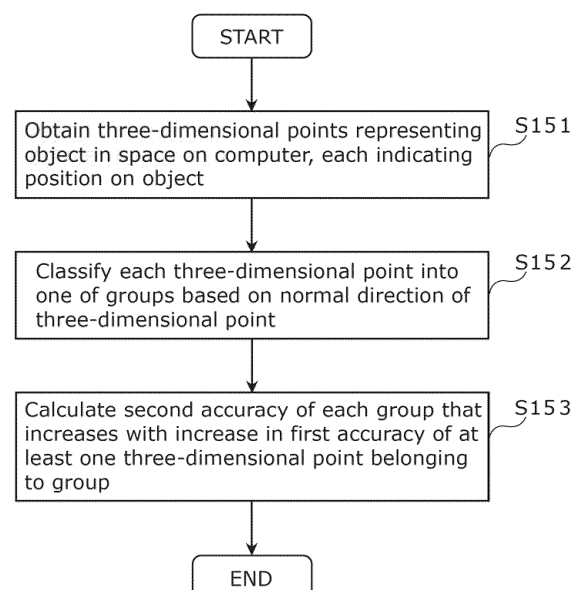 START
Obtain three-dimensional points representing
object in space on computer, each indicating
position on object
S151
Classify each three-dimensional point into
one of groups based on normal direction of
three-dimensional point
S152
Calculate second accuracy of each group that
increases with increase in first accuracy of at
least one three-dimensional point belonging
to group
S153
END